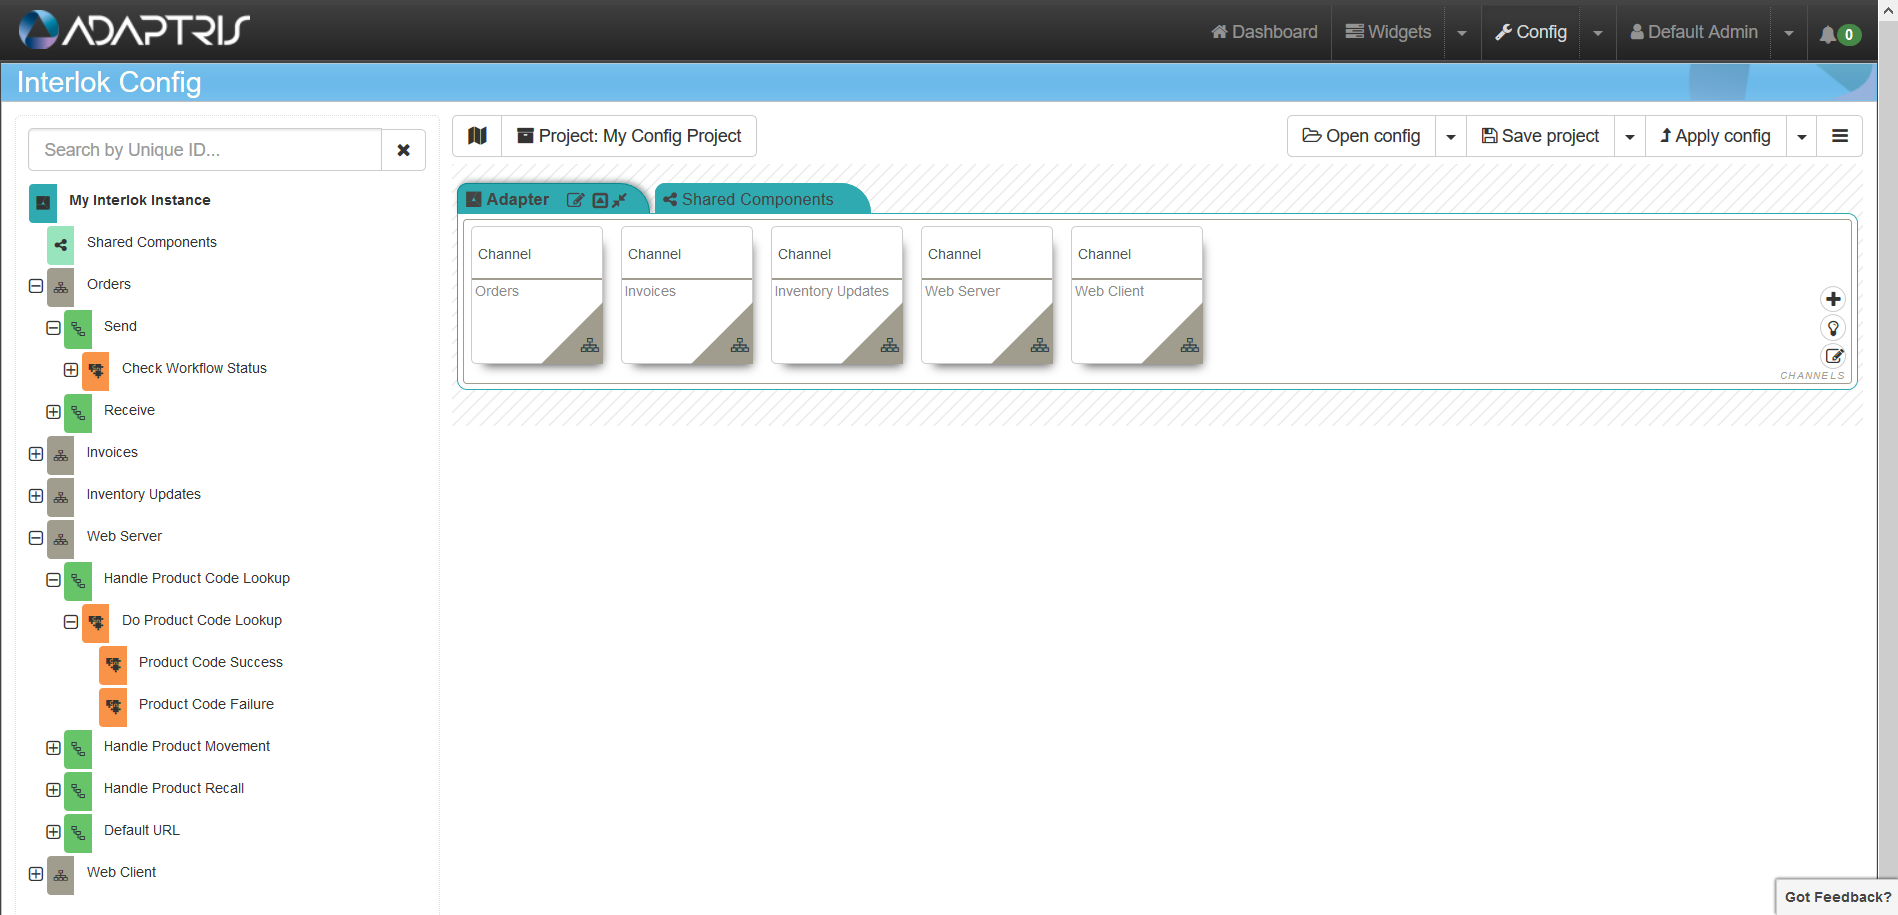 ADAPTRIS
Dashboard
Widgets
Config
Default Admin
0
Interlok Config
Search by Unique ID...
Project: My Config Project
Open config
Save project
Apply config
My Interlok Instance
Shared Components
Orders
Send
Check Workflow Status
Receive
Invoices
Inventory Updates
Web Server
Handle Product Code Lookup
Do Product Code Lookup
Product Code Success
Product Code Failure
Handle Product Movement
Handle Product Recall
Default URL
Web Client
Adapter
Shared Components
Channel
Orders
Channel
Invoices
Channel
Inventory Updates
Channel
Web Server
Channel
Web Client
CHANNELS
Got Feedback?